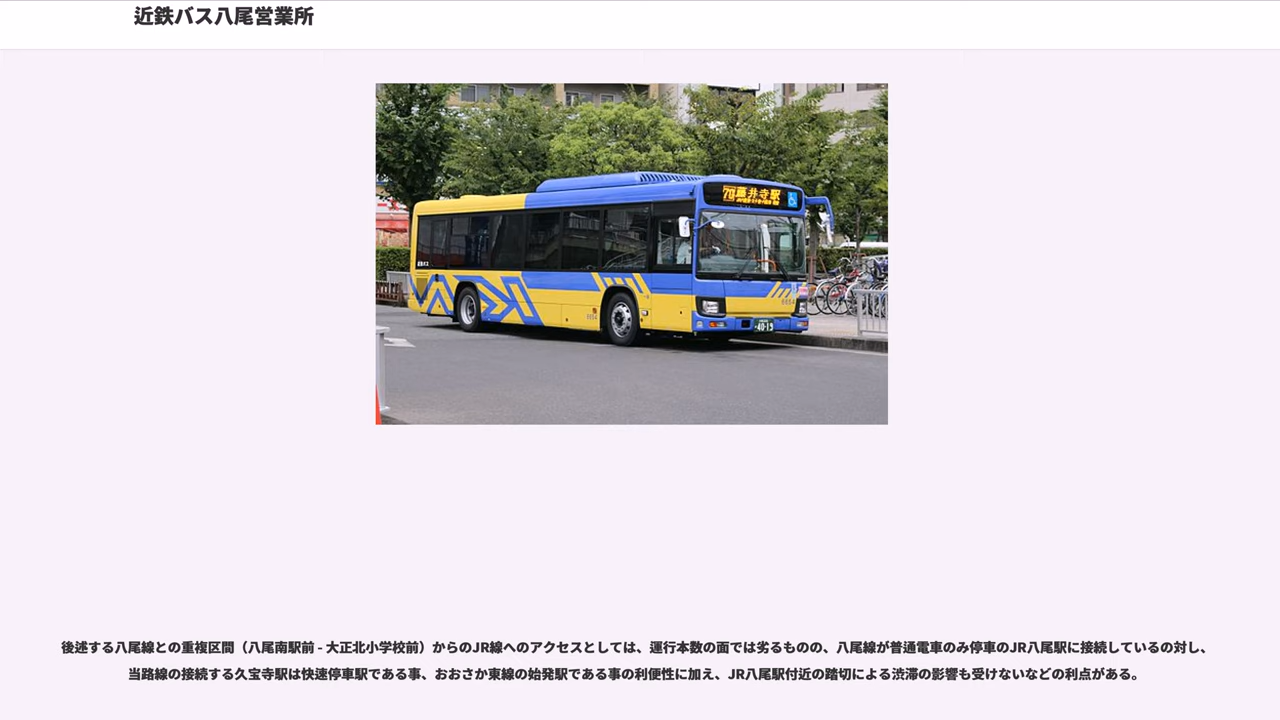 近鉄バス八尾営業所
70 藤井寺駅
40-19
後述する八尾線との重複区間（八尾南駅前 - 大正北小学校前）からのJR線へのアクセスとしては、運行本数の面では劣るものの、八尾線が普通電車のみ停車のJR八尾駅に接続しているの対し、
当路線の接続する久宝寺駅は快速停車駅である事、おおさか東線の始発駅である事の利便性に加え、JR八尾駅付近の踏切による渋滞の影響も受けないなどの利点がある。